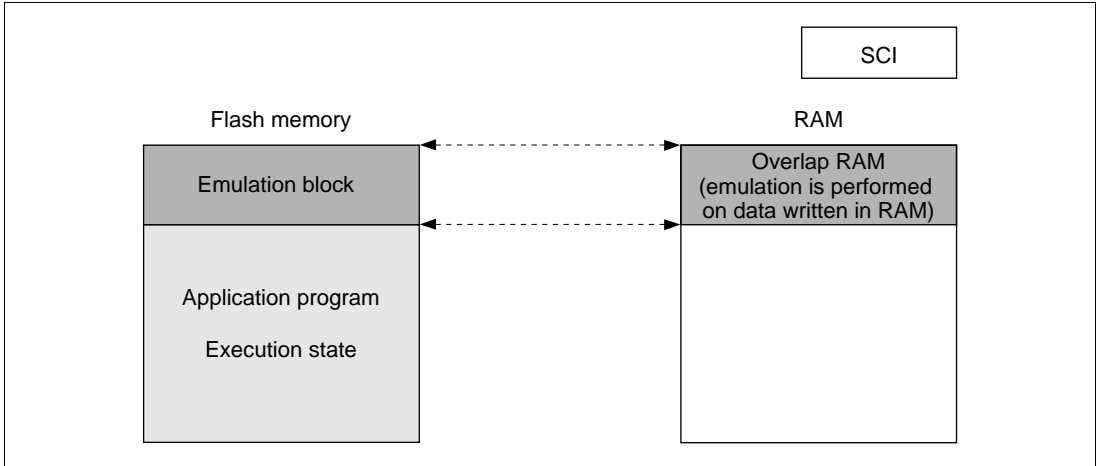 SCI
Flash memory
RAM
Emulation block
Overlap RAM
(emulation is performed
on data written in RAM)
Application program
Execution state